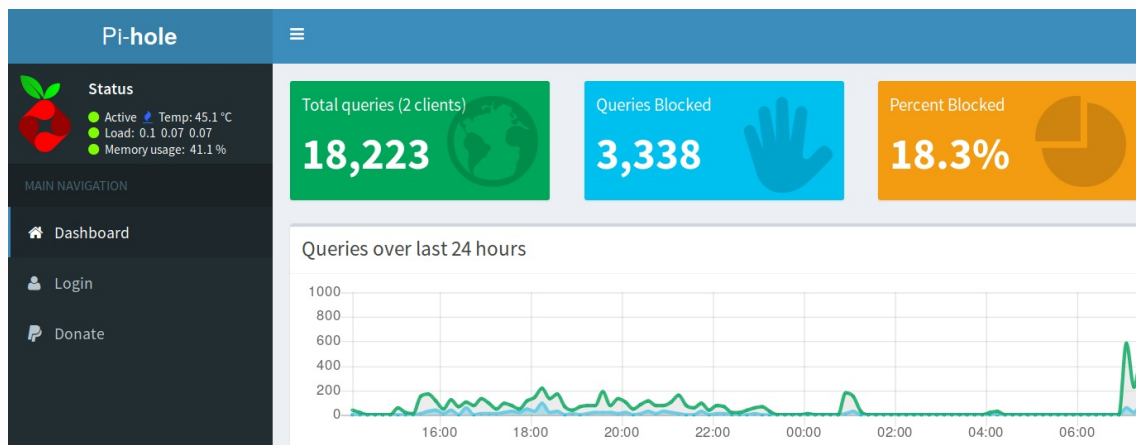 Pi-hole
Status
Active Temp: 45.1 °C
Load: 0.1 0.07 0.07
Memory usage: 41.1 %
MAIN NAVIGATION
Dashboard
Login
Donate
Total queries (2 clients)
18,223
Queries Blocked
3,338
Percent Blocked
18.3%
Queries over last 24 hours
1000
800
600
400
200
0
16:00 18:00 20:00 22:00 00:00 02:00 04:00 06:00